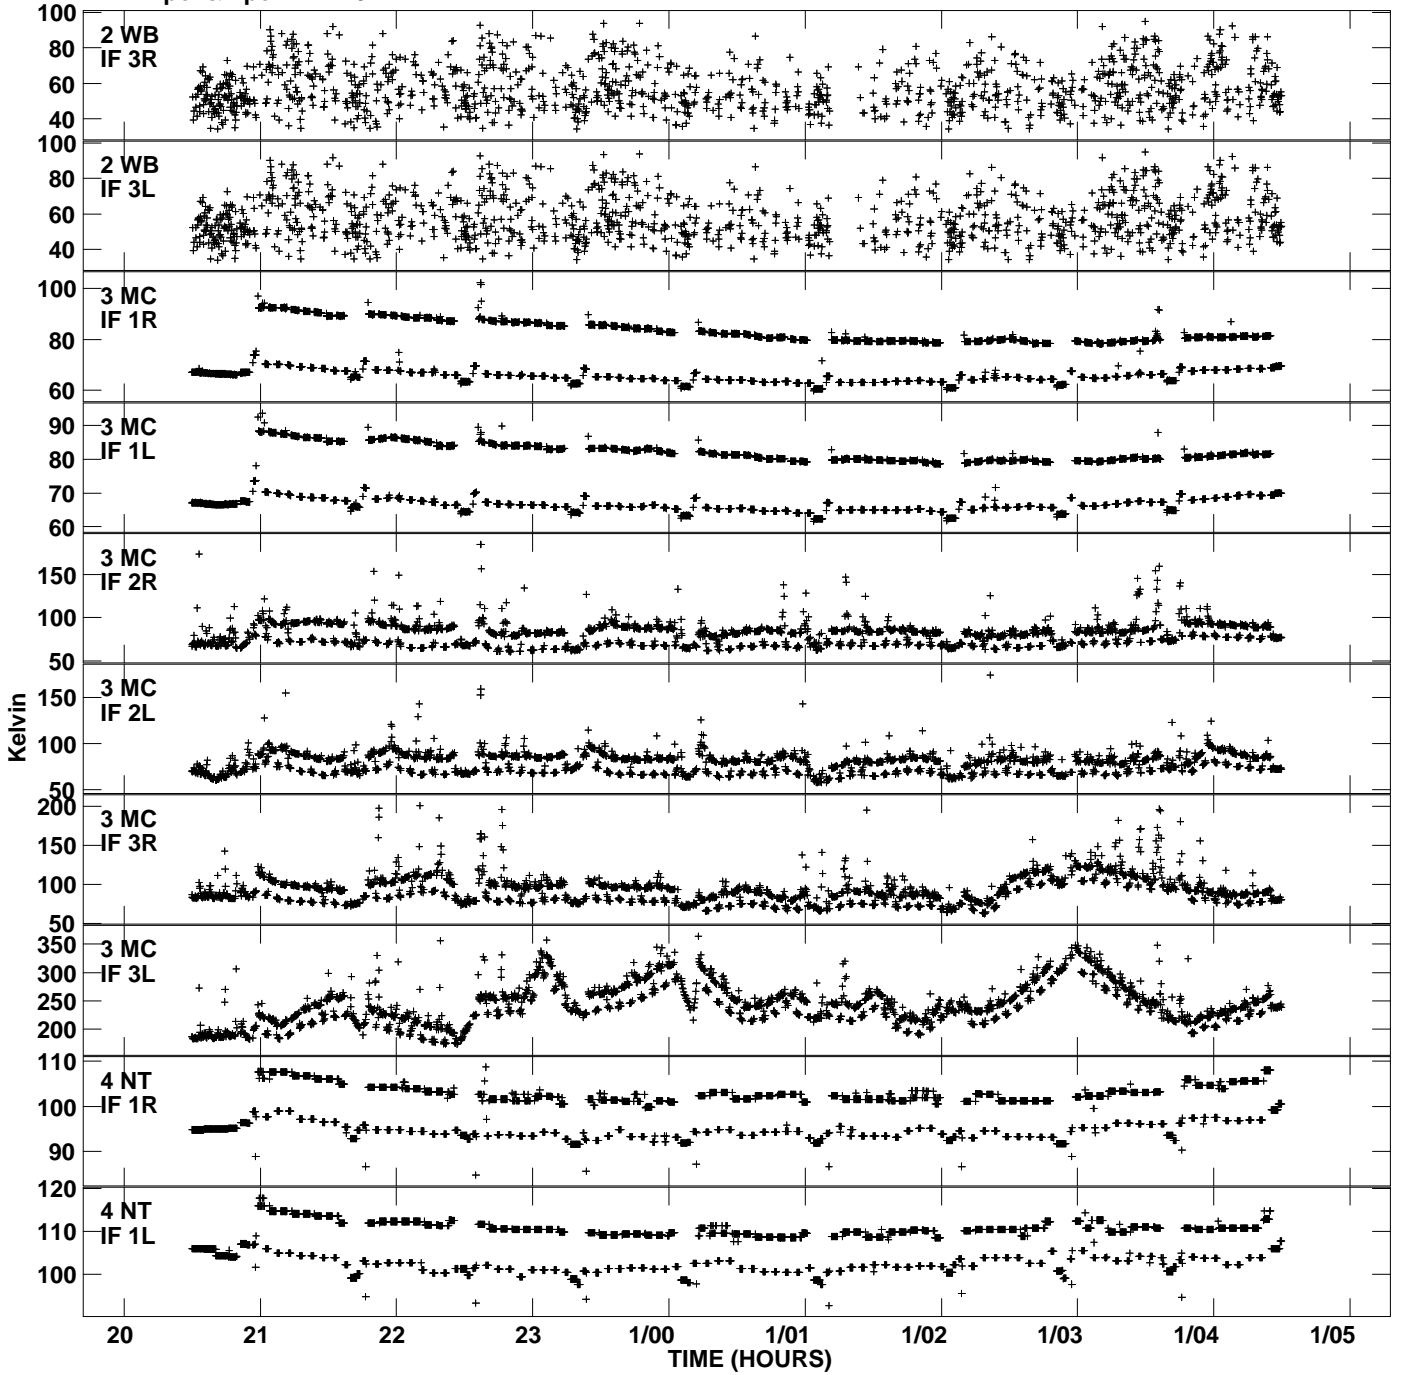 100
80
60
40
2 WB
IF 3R
100
80
60
40
2 WB
IF 3L
100
80
60
3 MC
IF 1R
90
80
70
60
3 MC
IF 1L
150
100
50
3 MC
IF 2R
150
100
50
3 MC
IF 2L
Kelvin
200
150
100
50
3 MC
IF 3R
350
300
250
200
3 MC
IF 3L
110
100
90
4 NT
IF 1R
120
110
100
4 NT
IF 1L
20 21 22 23 1/00 1/01 1/02 1/03 1/04 1/05
TIME (HOURS)